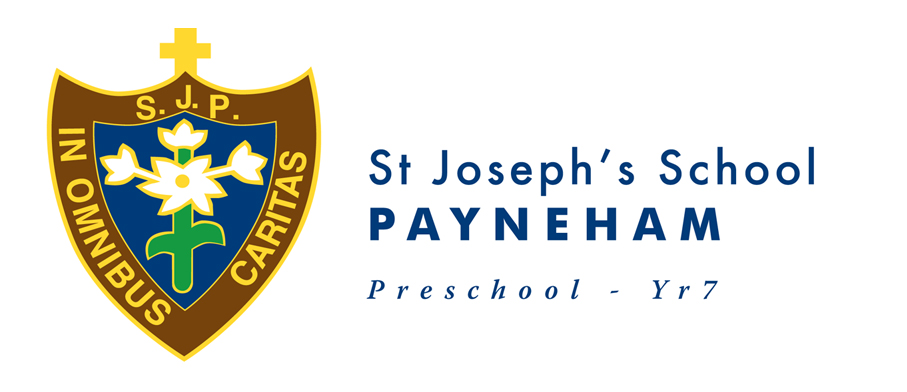 S. J. P.
IN OMNIBUS CARITAS
St Joseph's School
PAYNEHAM
Preschool - Yr7